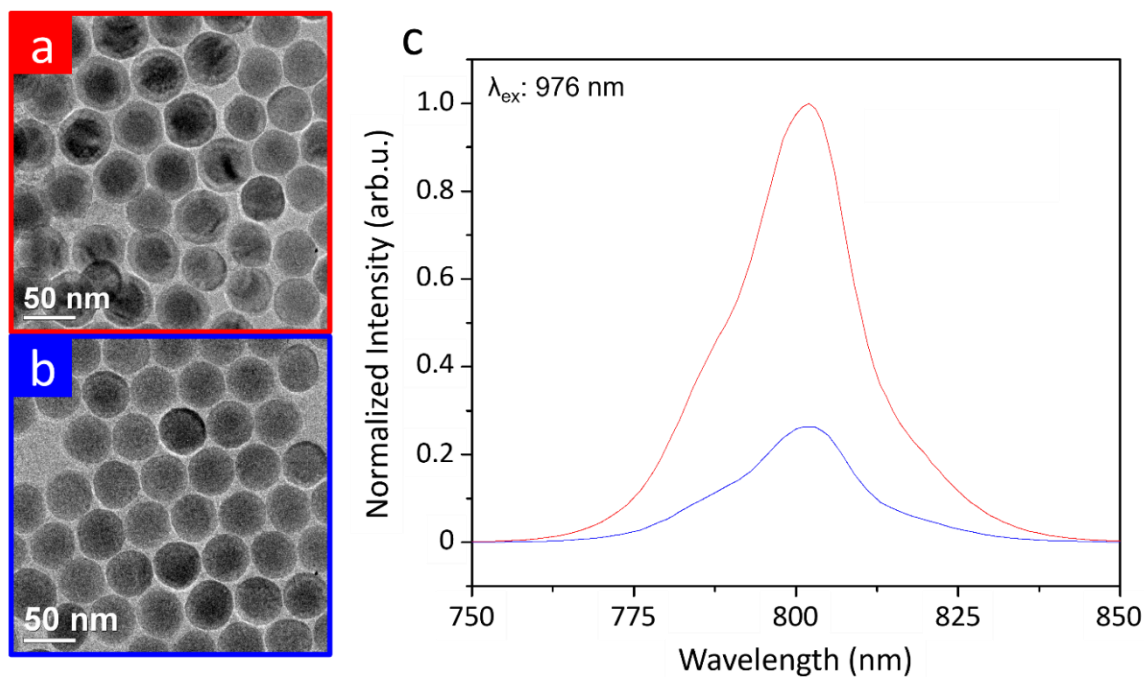 a
50 nm
b
50 nm
c
λex: 976 nm
Normalized Intensity (arb.u.)
1.0
0.8
0.6
0.4
0.2
0
750
775
800
825
850
Wavelength (nm)